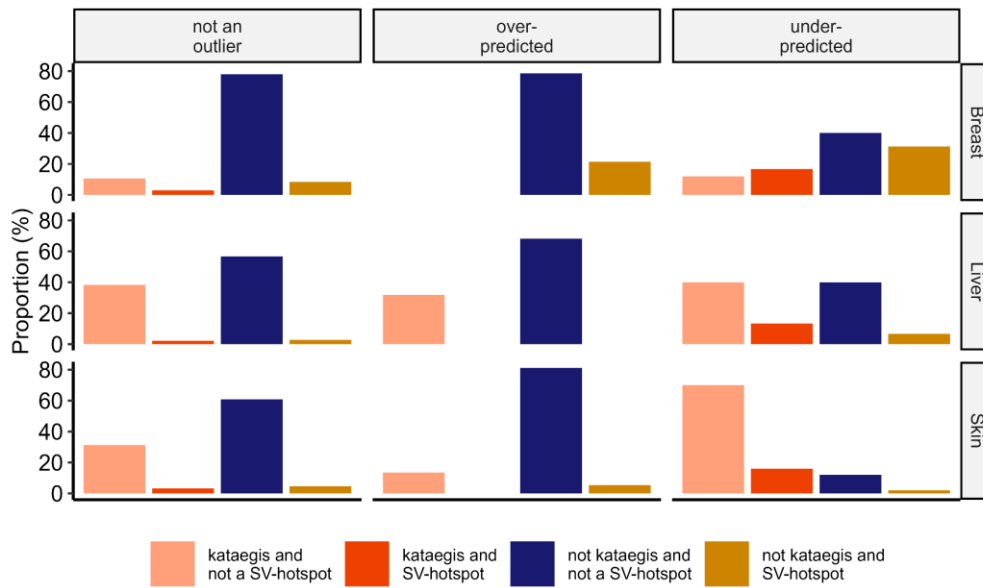 not an
outlier
over-
predicted
under-
predicted
Proportion (%)
80
60
40
20
0
Breast
80
60
40
20
0
Liver
80
60
40
20
0
Skin
kataegis and
not a SV-hotspot
kataegis and
SV-hotspot
not kataegis and
not a SV-hotspot
not kataegis and
SV-hotspot